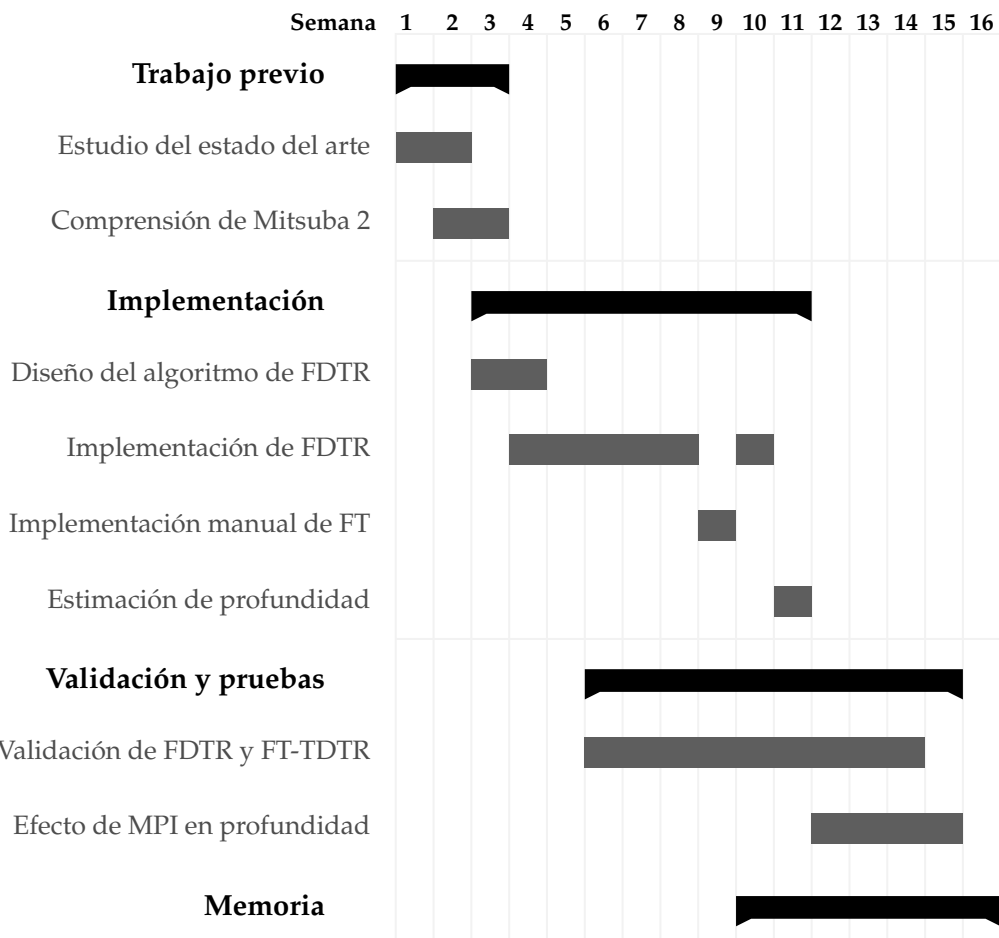 Semana 1 2 3 4 5 6 7 8 9 10 11 12 13 14 15 16
Trabajo previo
Estudio del estado del arte
Comprensión de Mitsuba 2
Implementación
Diseño del algoritmo de FDTR
Implementación de FDTR
Implementación manual de FT
Estimación de profundidad
Validación y pruebas
Validación de FDTR y FT-TDTR
Efecto de MPI en profundidad
Memoria